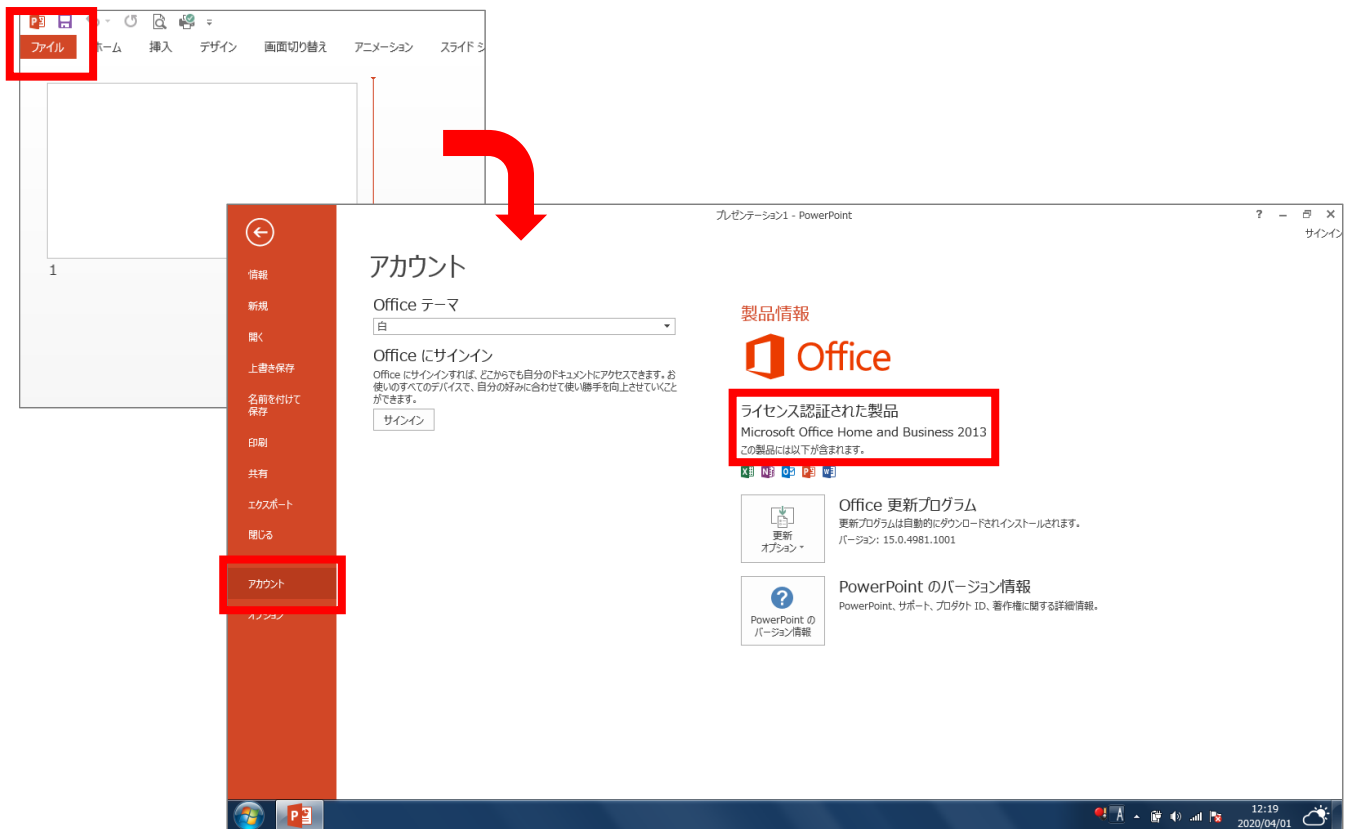 ファイル ホーム 挿入 デザイン 画面切り替え アニメーション スライド
1
プレゼンテーション1 - PowerPoint
サインイン
情報
新規
開く
上書き保存
名前を付けて
保存
印刷
共有
エクスポート
閉じる
アカウント
オプション
アカウント
Office テーマ
白
Office にサインイン
Office にサインインすれば、どこからでも自分のドキュメントにアクセスできます。お
使いのすべてのデバイスで、自分の好みに合わせて使い勝手を向上させていくこと
ができます。
サインイン
製品情報
Office
ライセンス認証された製品
Microsoft Office Home and Business 2013
この製品には以下が含まれます。
更新
オプション
Office 更新プログラム
更新プログラムは自動的にダウンロードされインストールされます。
バージョン: 15.0.4981.1001
PowerPoint の
バージョン情報
PowerPoint のバージョン情報
PowerPoint、サポート、プロダクト ID、著作権に関する詳細情報。
A
12:19
2020/04/01